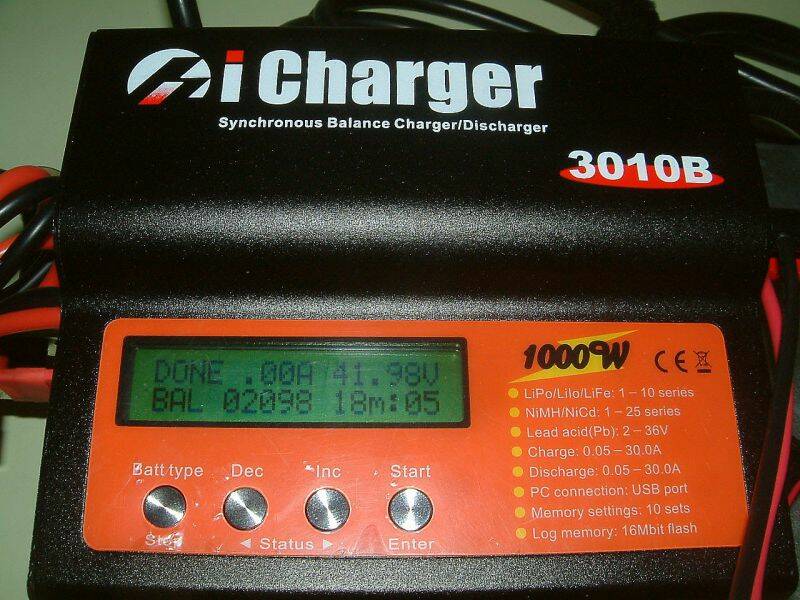 i Charger
Synchronous Balance Charger/Discharger
3010B
DONE .00A 41.98V
BAL 02098 18m:05
1000W
CE
LiPo/LiIo/LiFe: 1 – 10 series
NiMH/NiCd: 1 – 25 series
Lead acid(Pb): 2 – 36V
Charge: 0.05 – 30.0A
Discharge: 0.05 – 30.0A
PC connection: USB port
Memory settings: 10 sets
Log memory: 16Mbit flash
Batt type Dec Inc Start
Stop ◄ Status ► Enter